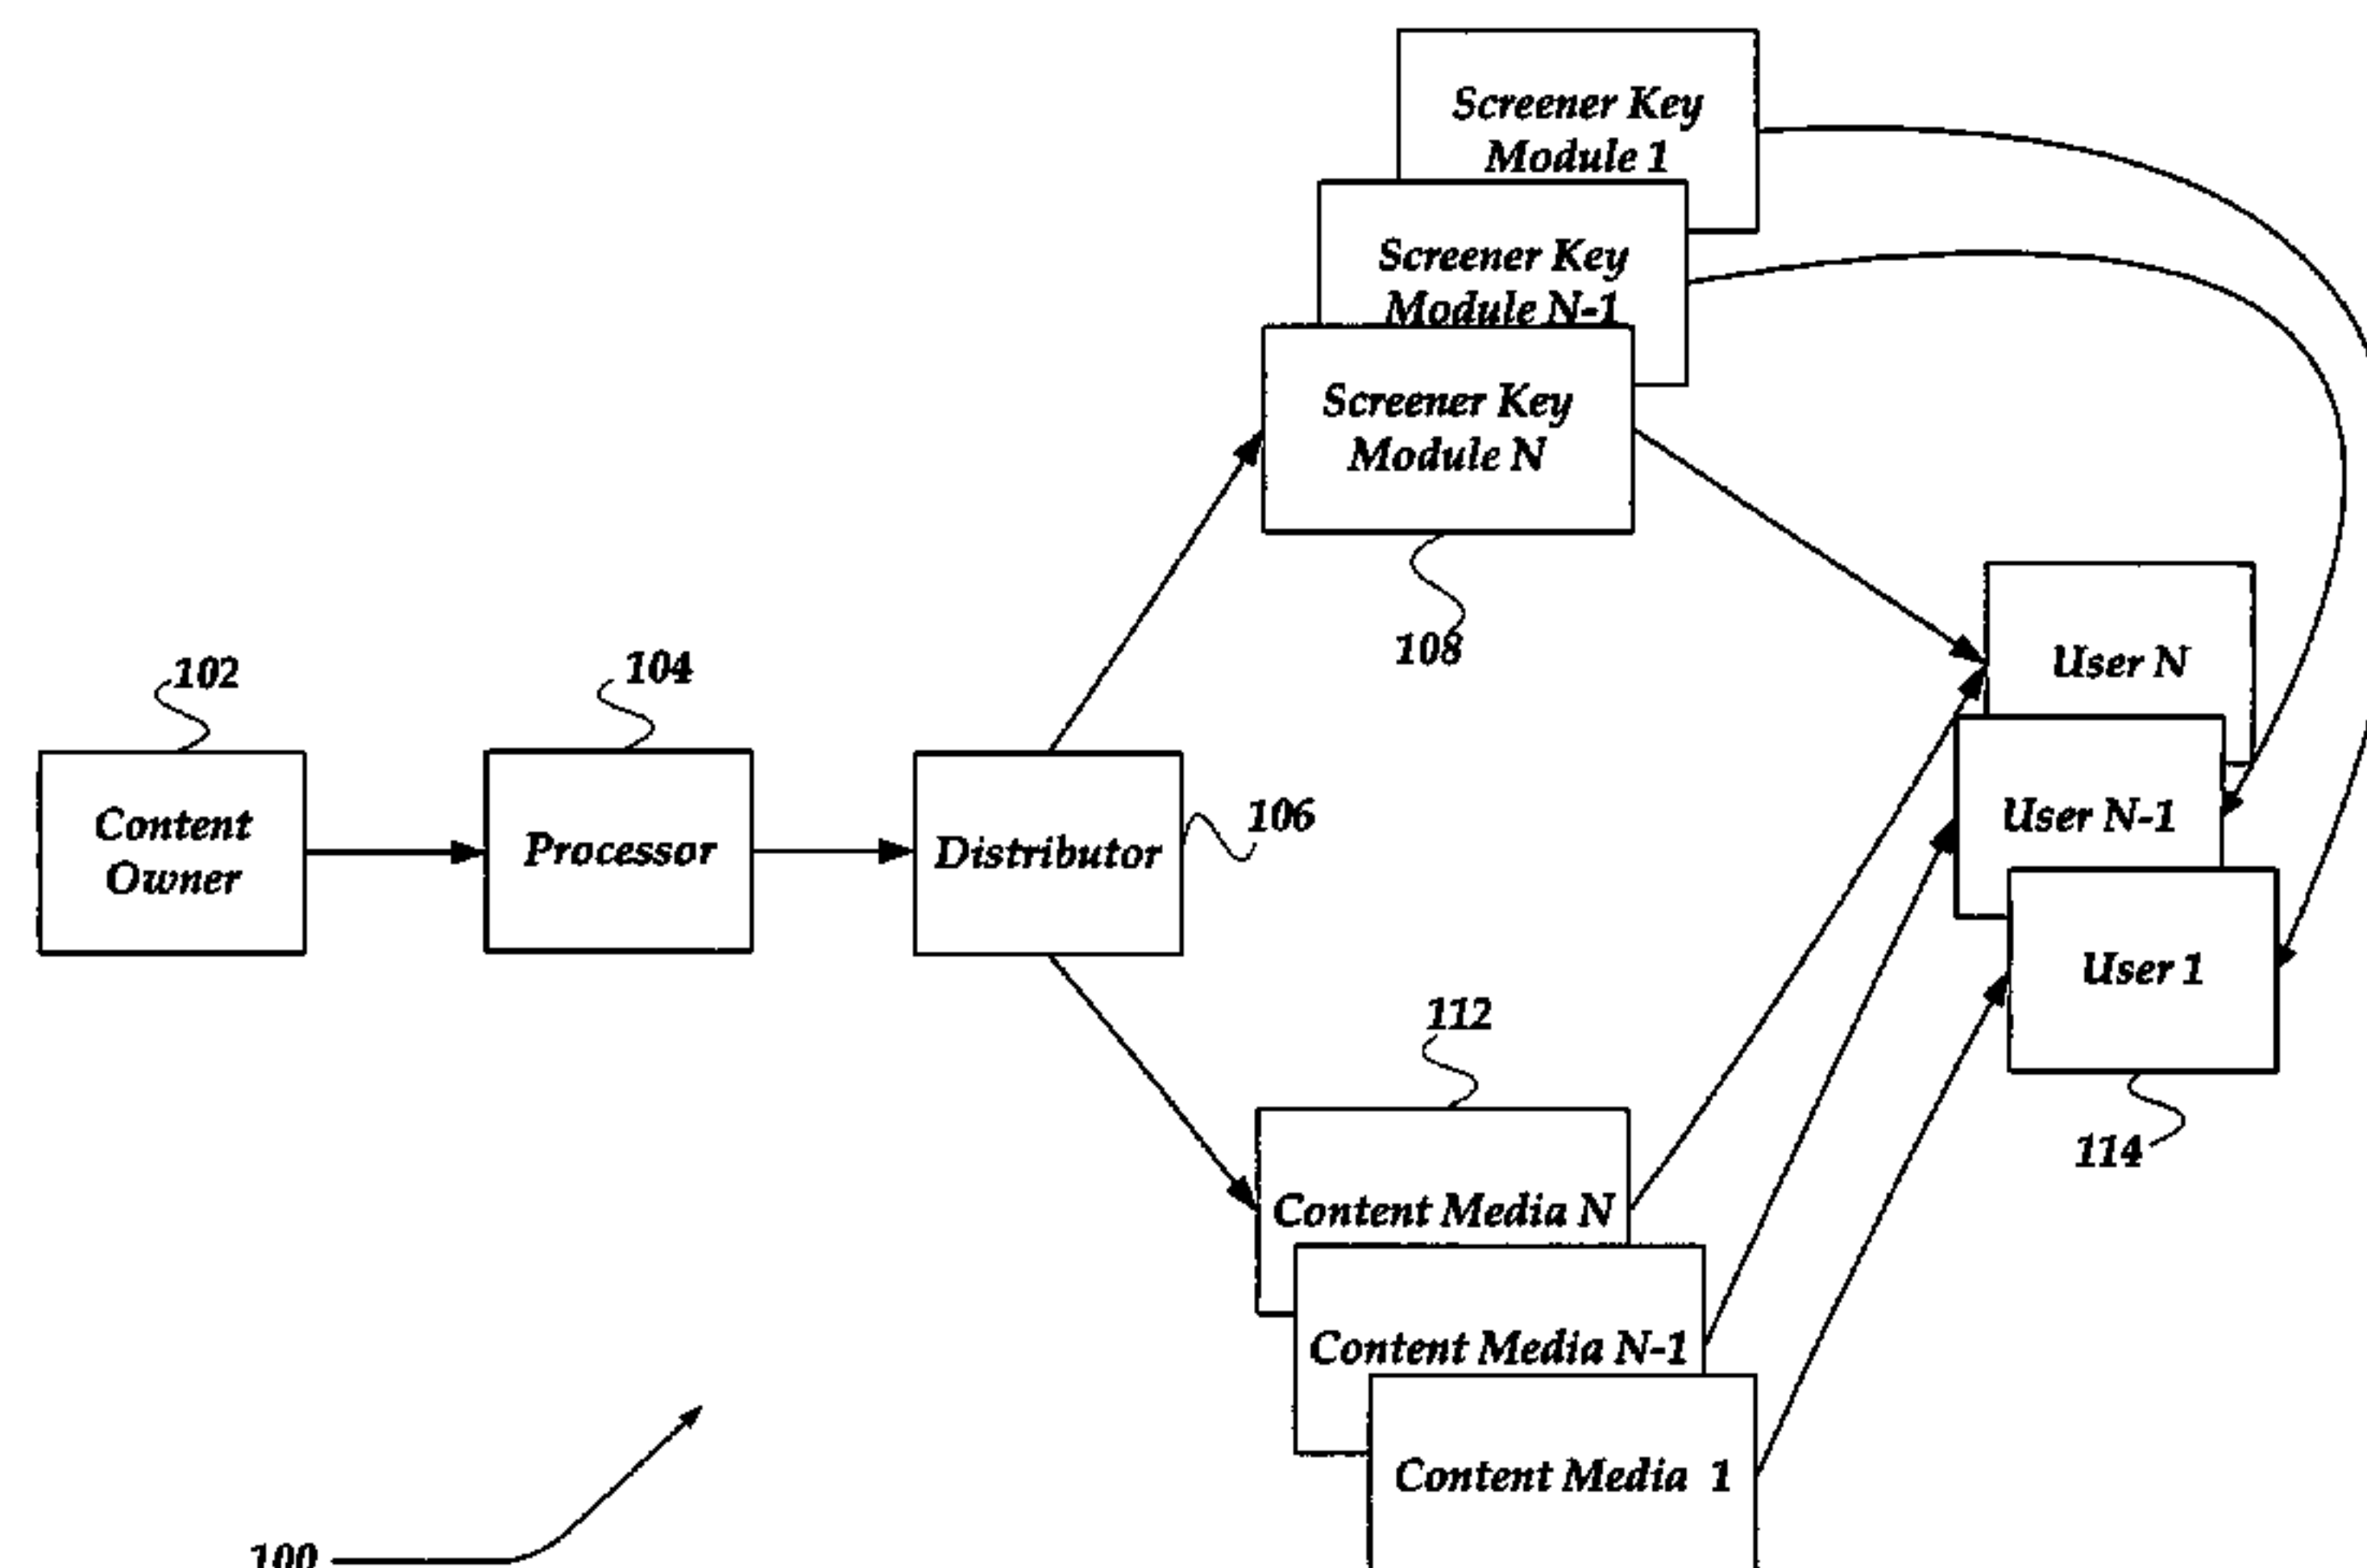 Screener Key
Module 1
Screener Key
Module N-1
Screener Key
Module N
108
102
104
106
Content
Owner
Processor
Distributor
User N
User N-1
User 1
114
112
Content Media N
Content Media N-1
Content Media 1
100